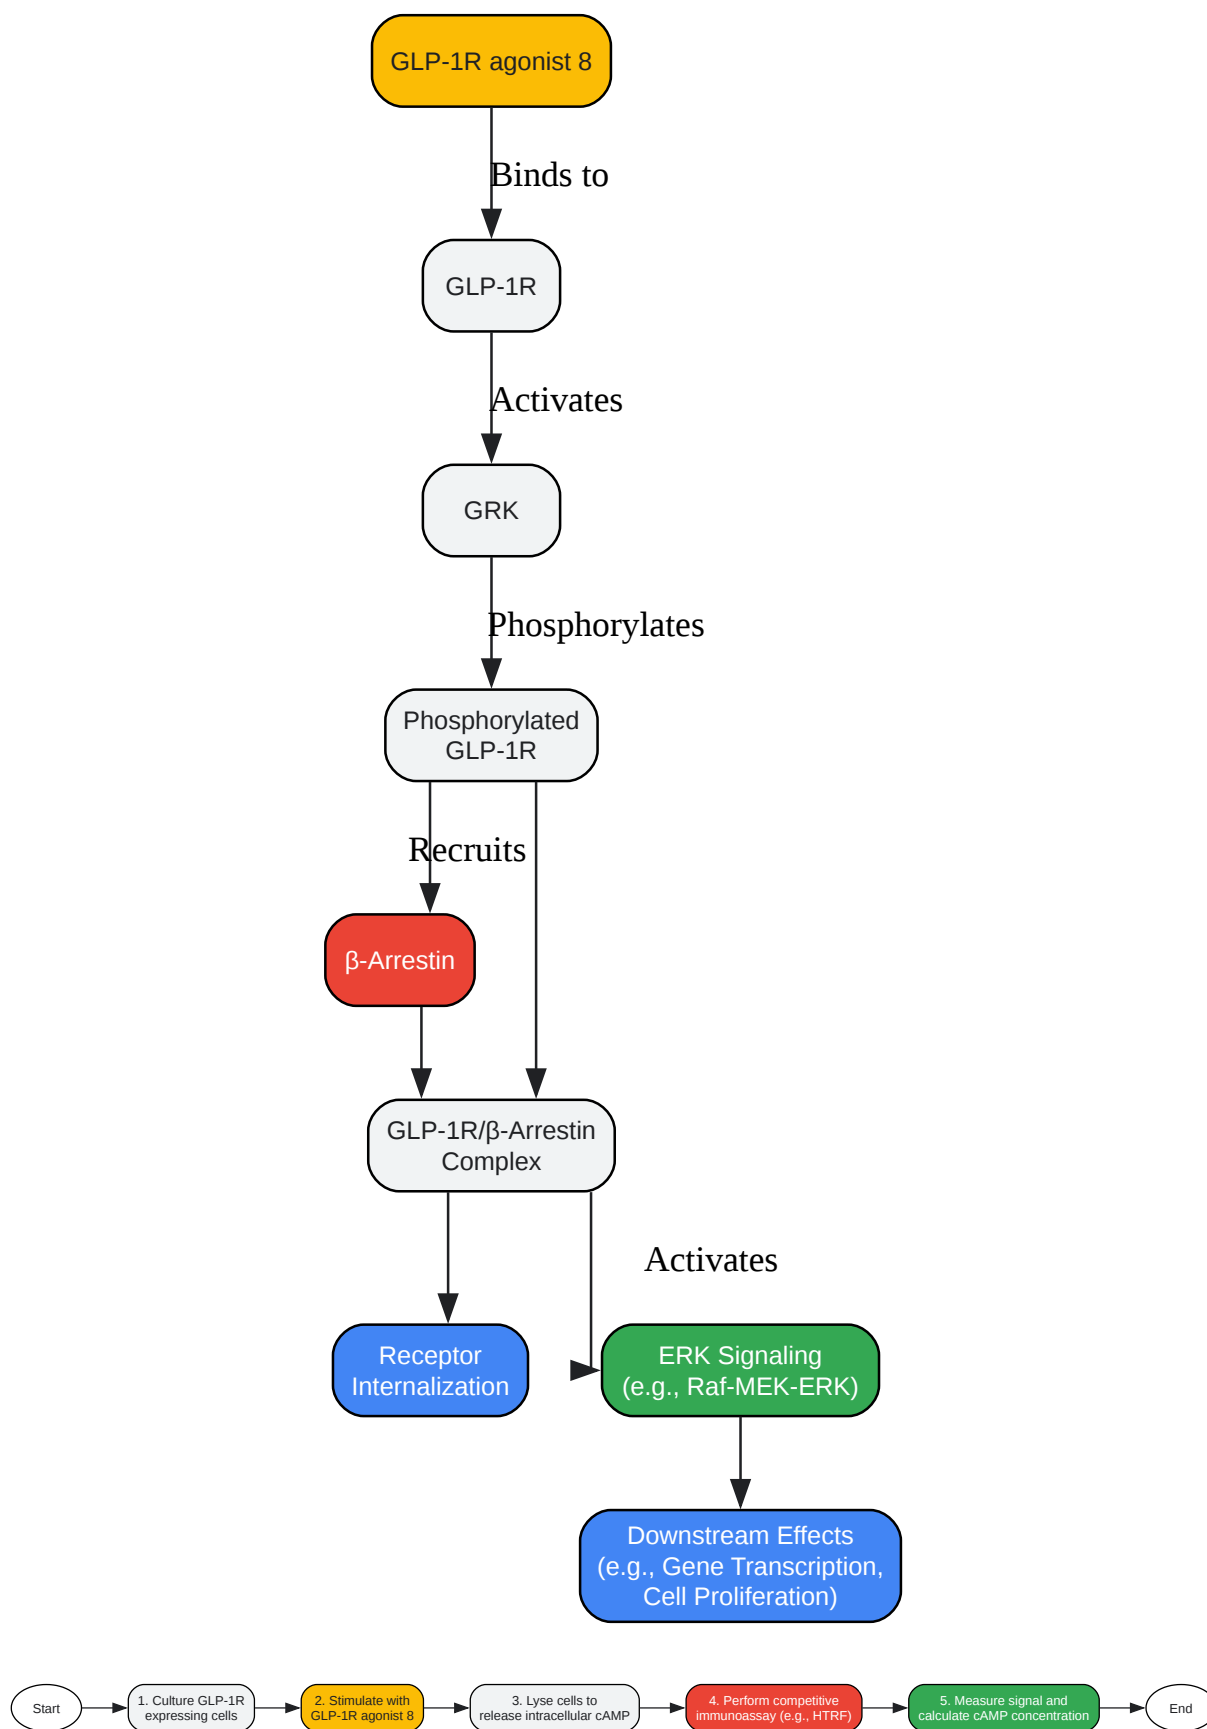 GLP-1R agonist 8
Binds to
GLP-1R
Activates
GRK
Phosphorylates
Phosphorylated
GLP-1R
Recruits
β-Arrestin
GLP-1R/β-Arrestin
Complex
Activates
Receptor
Internalization
ERK Signaling
(e.g., Raf-MEK-ERK)
Downstream Effects
(e.g., Gene Transcription,
Cell Proliferation)
Start
1. Culture GLP-1R
expressing cells
2. Stimulate with
GLP-1R agonist 8
3. Lyse cells to
release intracellular cAMP
4. Perform competitive
immunoassay (e.g., HTRF)
5. Measure signal and
calculate cAMP concentration
End